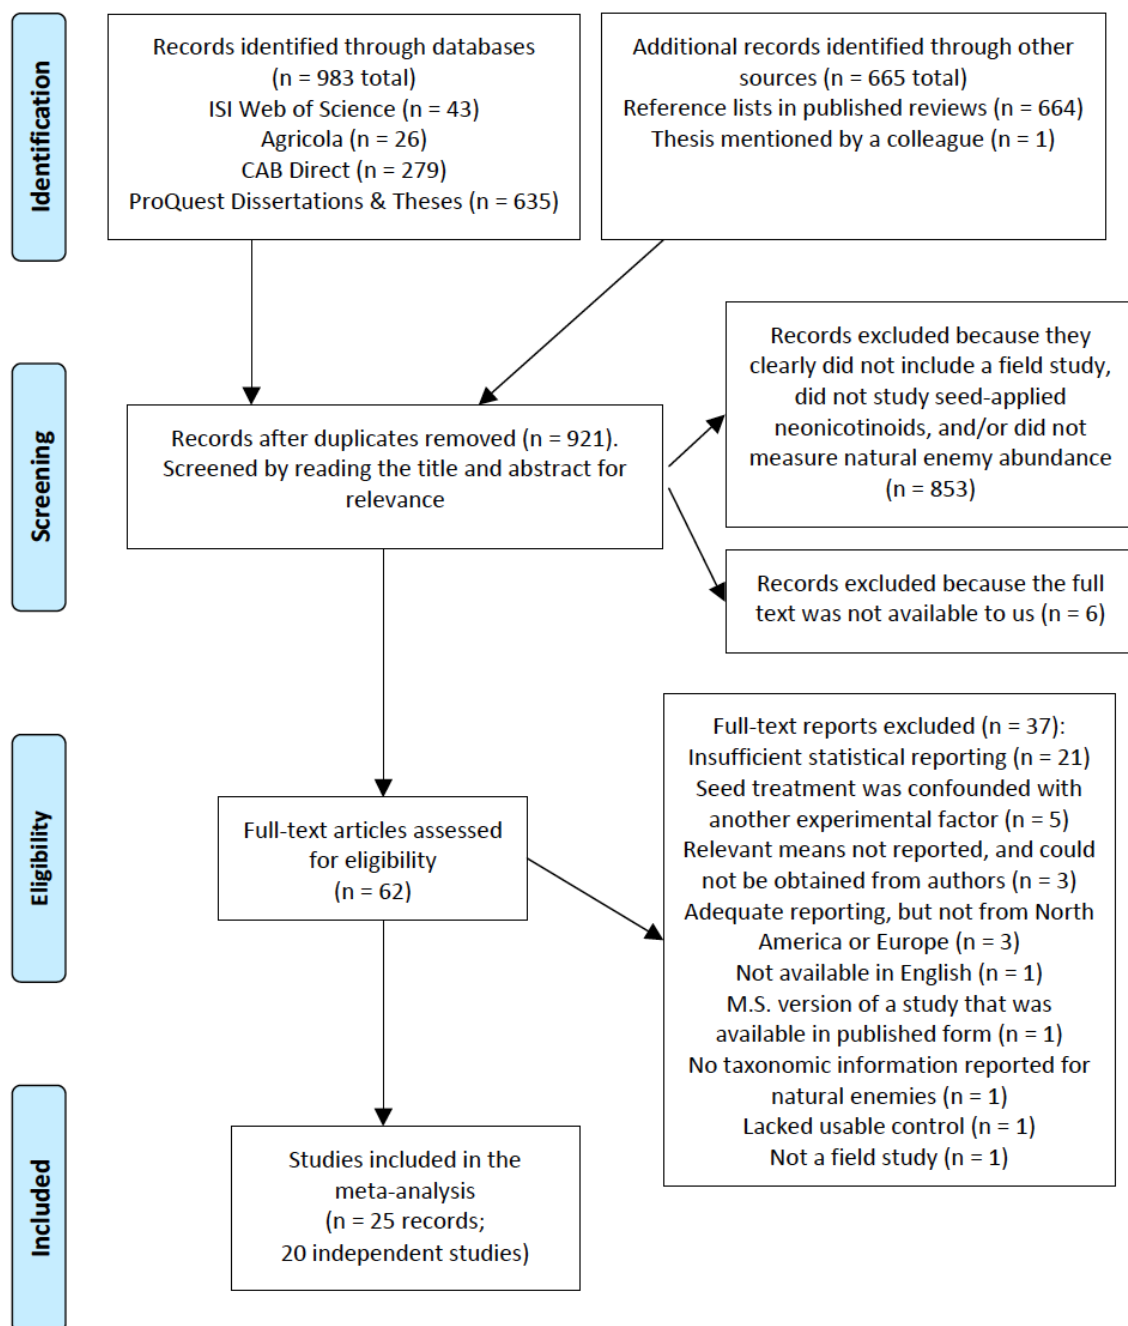 Identification
Records identified through databases
(n = 983 total)
ISI Web of Science (n = 43)
Agricola (n = 26)
CAB Direct (n = 279)
ProQuest Dissertations & Theses (n = 635)
Additional records identified through other
sources (n = 665 total)
Reference lists in published reviews (n = 664)
Thesis mentioned by a colleague (n = 1)
Screening
Records after duplicates removed (n = 921).
Screened by reading the title and abstract for
relevance
Records excluded because they
clearly did not include a field study,
did not study seed-applied
neonicotinoids, and/or did not
measure natural enemy abundance
(n = 853)
Records excluded because the full
text was not available to us (n = 6)
Eligibility
Full-text articles assessed
for eligibility
(n = 62)
Full-text reports excluded (n = 37):
Insufficient statistical reporting (n = 21)
Seed treatment was confounded with
another experimental factor (n = 5)
Relevant means not reported, and could
not be obtained from authors (n = 3)
Adequate reporting, but not from North
America or Europe (n = 3)
Not available in English (n = 1)
M.S. version of a study that was
available in published form (n = 1)
No taxonomic information reported for
natural enemies (n = 1)
Lacked usable control (n = 1)
Not a field study (n = 1)
Included
Studies included in the
meta-analysis
(n = 25 records;
20 independent studies)